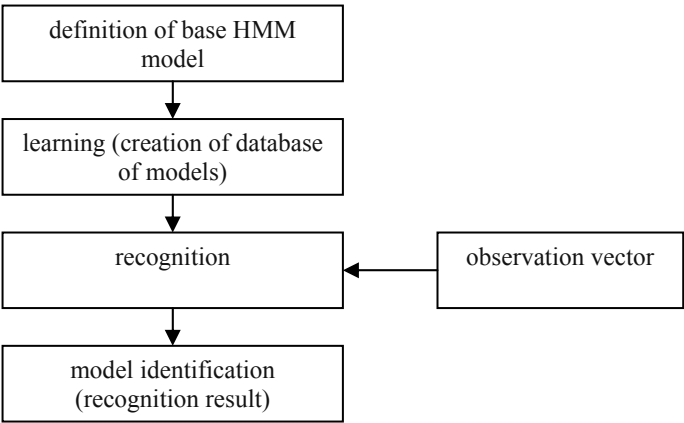 definition of base HMM
model
learning (creation of database
of models)
recognition
observation vector
model identification
(recognition result)